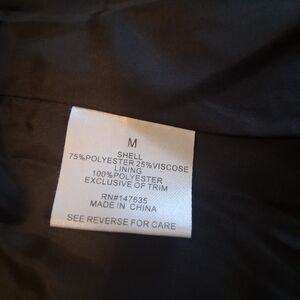 M
SHELL
75%POLYESTER 25%VISCOSE
LINING
100%POLYESTER
EXCLUSIVE OF TRIM
RN#147635
MADE IN CHINA
SEE REVERSE FOR CARE